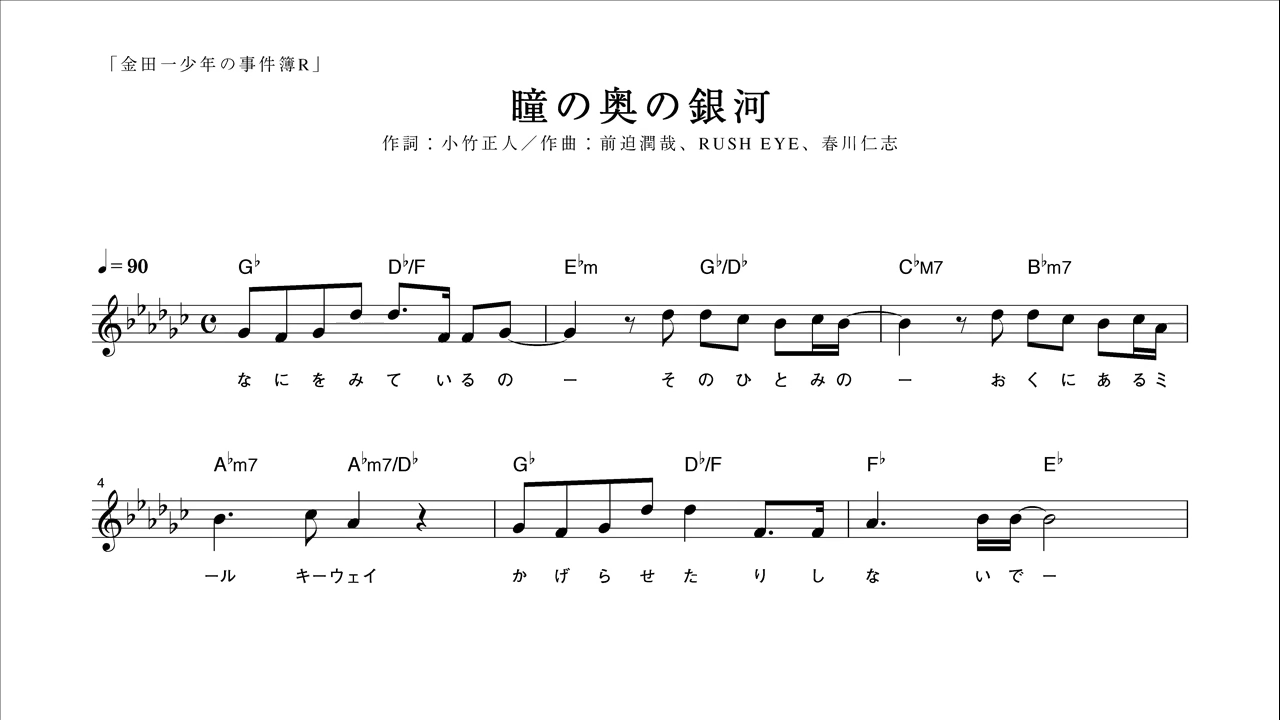 「金田一少年の事件簿R」
瞳の奥の銀河
作詞：小竹正人／作曲：前迫潤哉、RUSH EYE、春川仁志
♩= 90 G♭ D♭/F E♭m G♭/D♭ C♭M7 B♭m7
なにをみているのー そのひとみのー おくにあるミ
A♭m7 A♭m7/D♭ G♭ D♭/F F♭ E♭
4
ール キーウェイ かげらせたりしな いでー